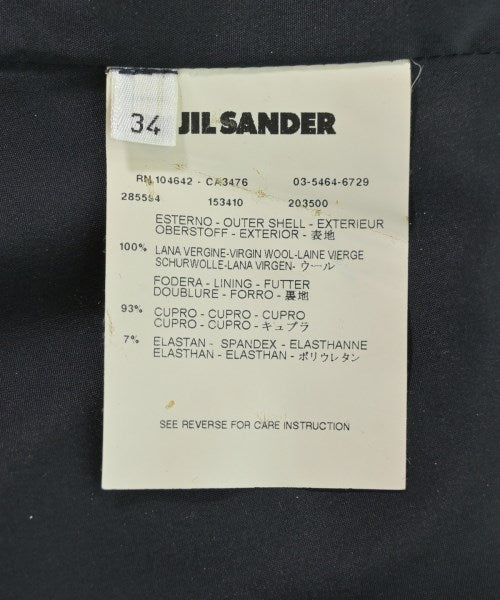 34
JIL SANDER
RN 104642 - CA3476 03-5464-6729
285594 153410 203500
ESTERNO - OUTER SHELL - EXTERIEUR
OBERSTOFF - EXTERIOR - 表地
100% LANA VERGINE-VIRGIN WOOL-LAINE VIERGE
SCHURWOLLE-LANA VIRGEN- ウール
FODERA - LINING - FUTTER
DOUBLURE - FORRO - 裏地
93% CUPRO - CUPRO - CUPRO
CUPRO - CUPRO - キュプラ
7% ELASTAN - SPANDEX - ELASTHANNE
ELASTHAN - ELASTHAN - ポリウレタン
SEE REVERSE FOR CARE INSTRUCTION